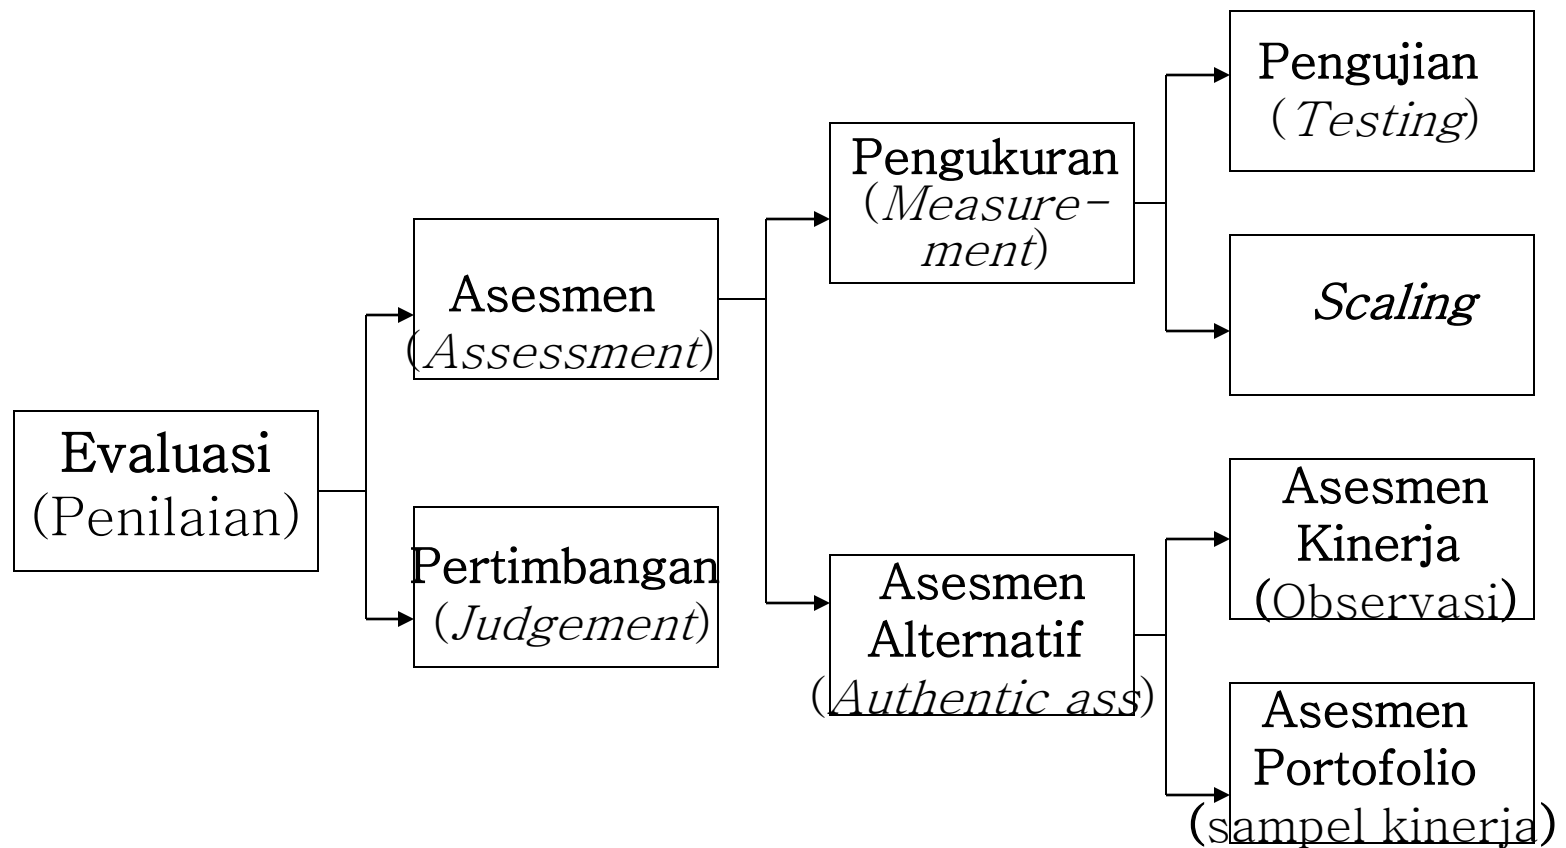 Evaluasi
(Penilaian)
Asesmen
(Assessment)
Pertimbangan
(Judgement)
Pengukuran
(Measure-
ment)
Asesmen
Alternatif
(Authentic ass)
Pengujian
(Testing)
Scaling
Asesmen
Kinerja
(Observasi)
Asesmen
Portofolio
(sampel kinerja)